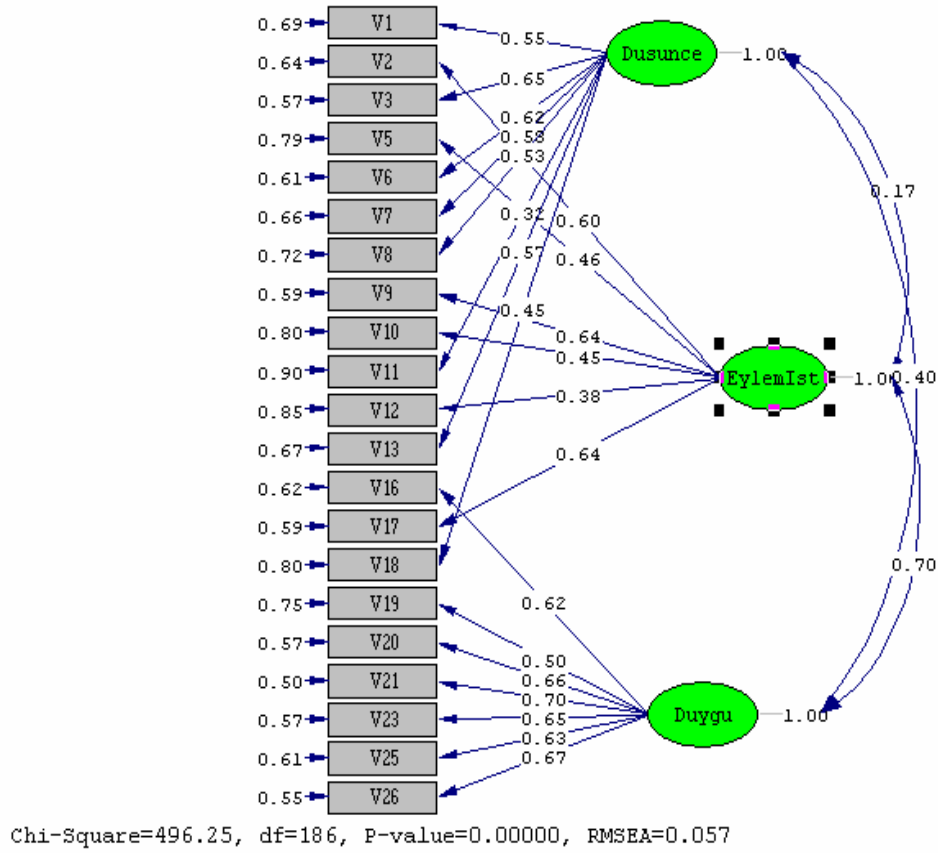 0.69 V1
0.55
Dusunce 1.00
0.64 V2
0.65
0.57 V3
0.62
0.79 V5
0.58
0.53
0.61 V6
0.17
0.66 V7
0.32
0.60
0.72 V8
0.57
0.46
0.59 V9
0.45
0.64
0.80 V10
0.45
0.90 V11
EylemIst 1.00
0.40
0.85 V12
0.38
0.67 V13
0.64
0.62 V16
0.59 V17
0.80 V18
0.70
0.75 V19
0.62
0.57 V20
0.50
0.66
0.50 V21
0.70
0.57 V23
0.65
Duygu 1.00
0.61 V25
0.63
0.67
0.55 V26
Chi-Square=496.25, df=186, P-value=0.00000, RMSEA=0.057